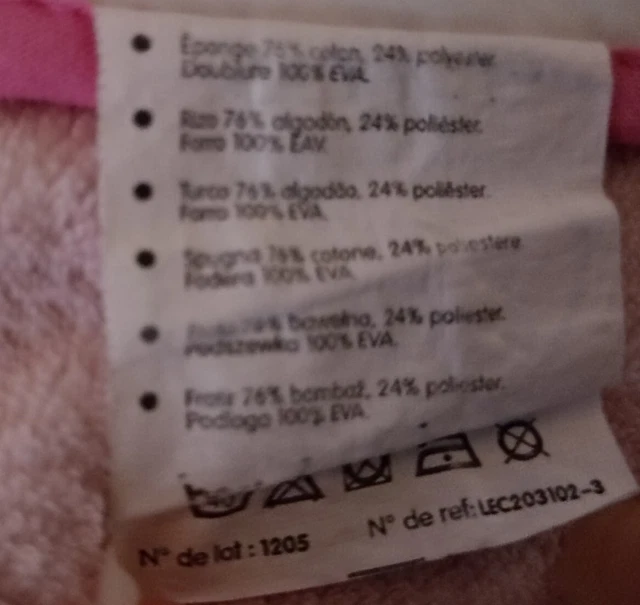 Éponge 76% coton, 24% polyester.
Doublure 100% EVA.
Rizo 76% algodón, 24% poliéster.
Forro 100% EAV.
Turco 76% algodão, 24% poliéster.
Forro 100% EVA.
Spugna 76% cotone, 24% poliestere
Fodera 100% EVA.
76% bawełna, 24% poliester.
Podszewka 100% EVA.
Frotir 76% bombaž, 24% poliester.
Podloga 100% EVA.
N° de lot : 1205
N° de ref: LEC203102-3